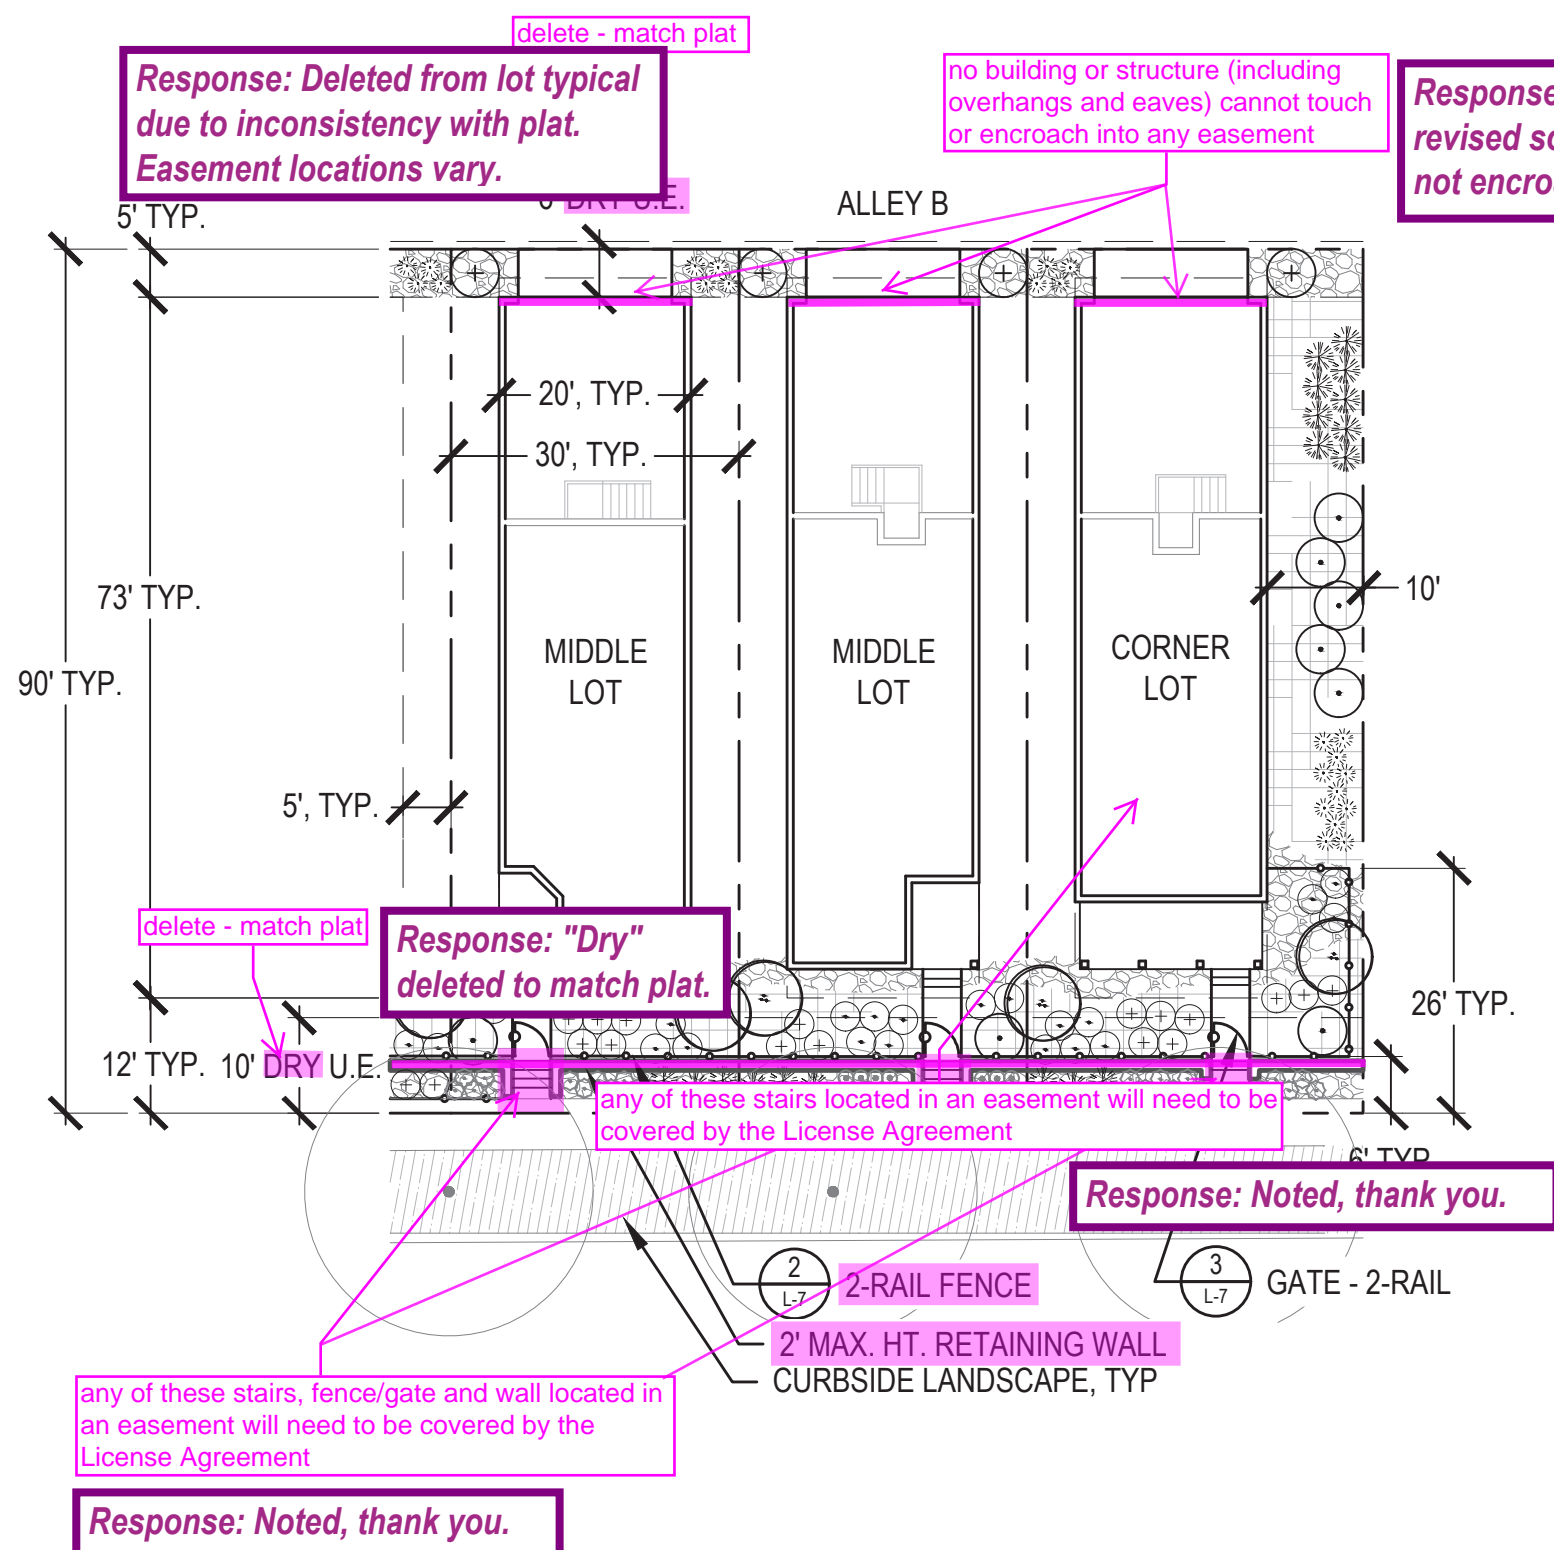 delete - match plat
Response: Deleted from lot typical
due to inconsistency with plat.
Easement locations vary.
no building or structure (including
overhangs and eaves) cannot touch
or encroach into any easement
Response
revised
not
DRY U.E.
ALLEY B
5' TYP.
20', TYP.
30', TYP.
73' TYP.
90' TYP.
10'
MIDDLE
LOT
MIDDLE
LOT
CORNER
LOT
5', TYP.
delete - match plat
Response: "Dry"
deleted to match plat.
26' TYP.
12' TYP.
10' DRY U.E.
any of these stairs located in an easement will need to be
covered by the License Agreement
6' TYP
Response: Noted, thank you.
2
L-7
2-RAIL FENCE
3
L-7
GATE - 2-RAIL
2' MAX. HT. RETAINING WALL
CURBSIDE LANDSCAPE, TYP
any of these stairs, fence/gate and wall located in
an easement will need to be covered by the
License Agreement
Response: Noted, thank you.